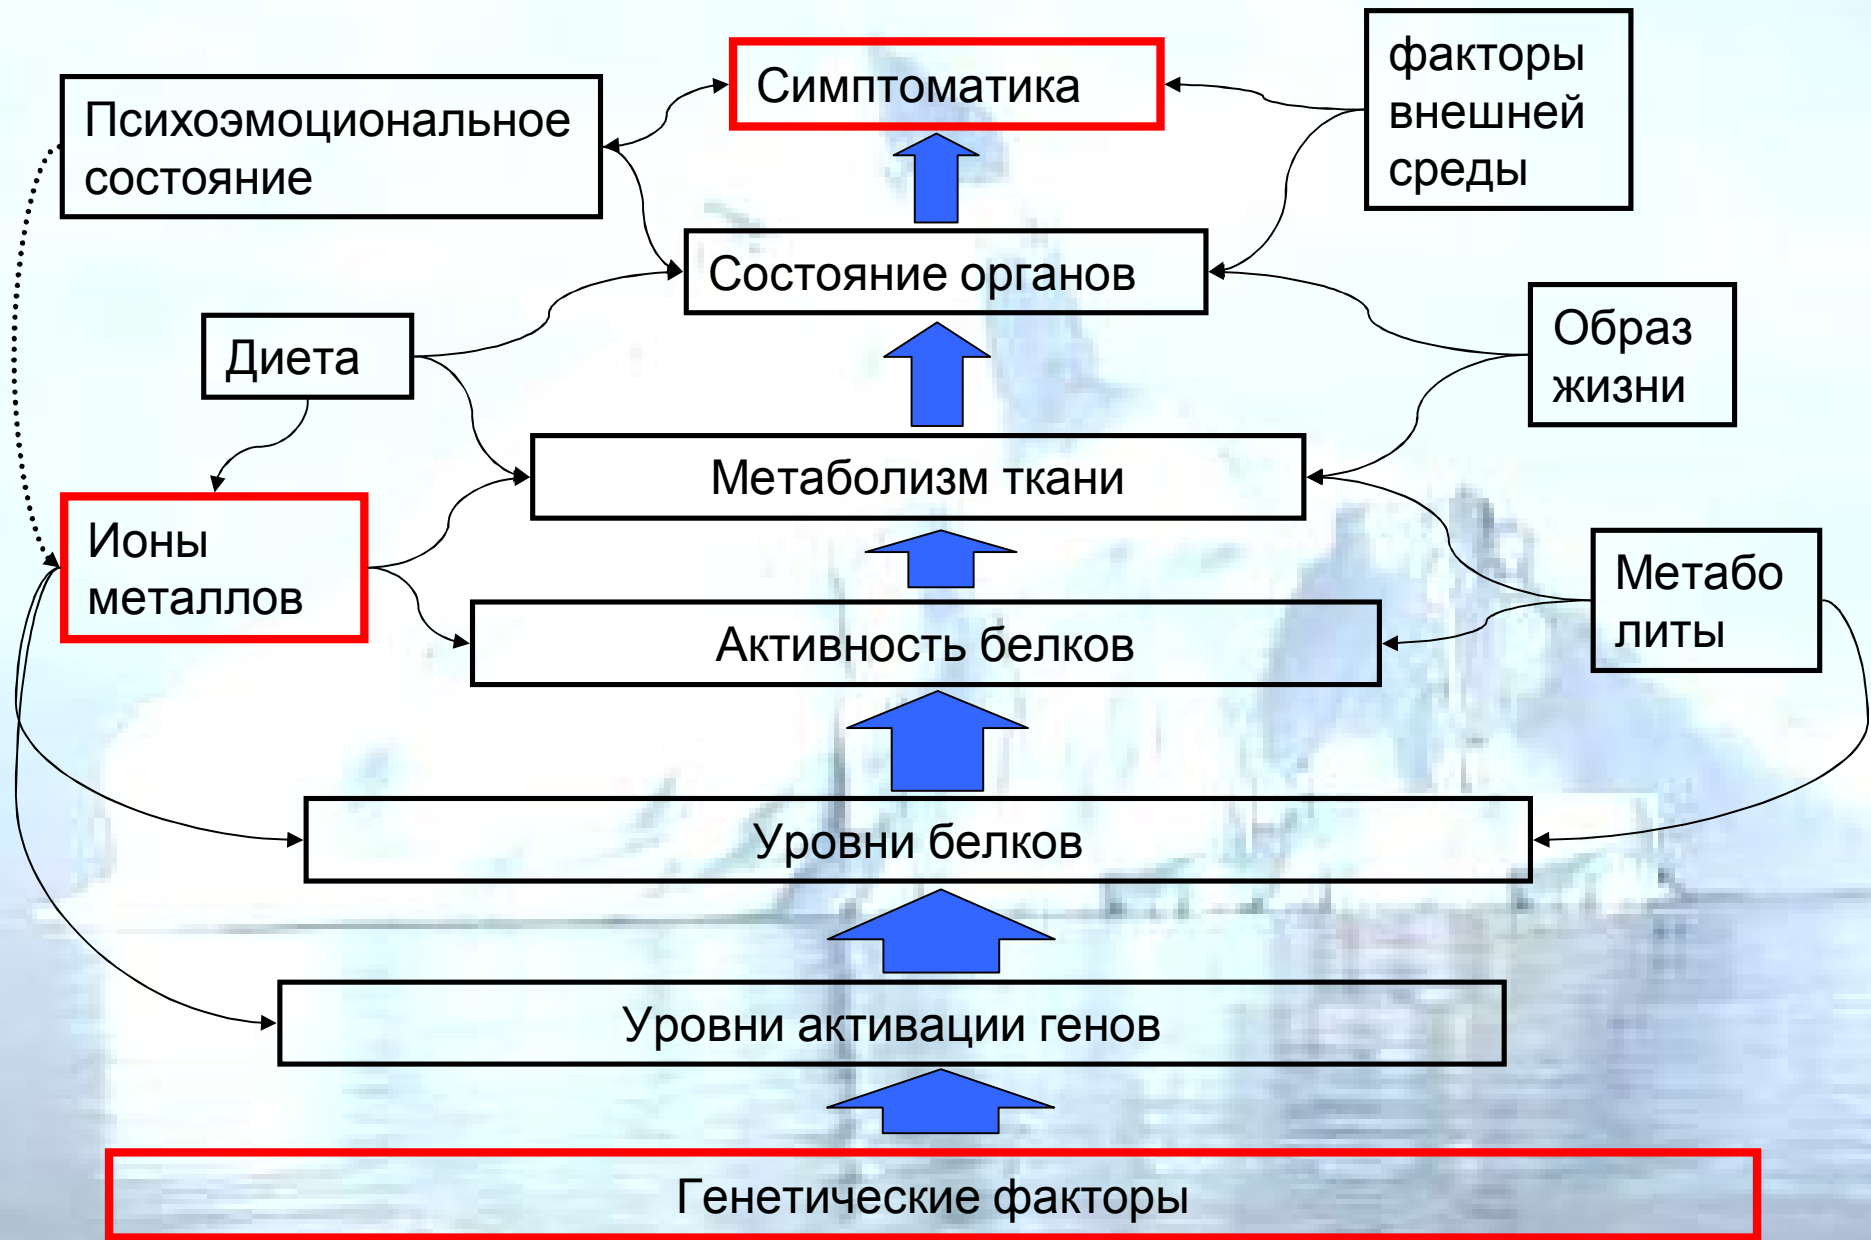 Симптоматика
факторы
внешней
среды
Психоэмоциональное
состояние
Состояние органов
Диета
Образ
жизни
Метаболизм ткани
Ионы
металлов
Метабо
литы
Активность белков
Уровни белков
Уровни активации генов
Генетические факторы